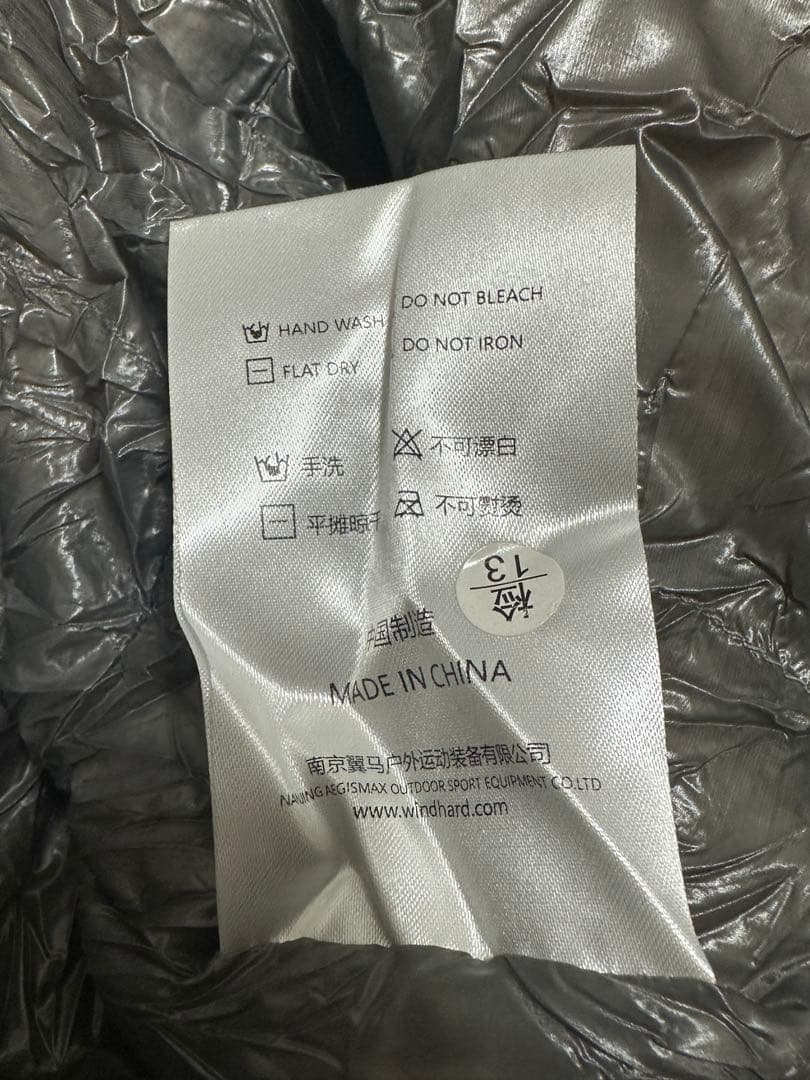 HAND WASH DO NOT BLEACH
FLAT DRY DO NOT IRON
手洗 不可漂白
平摊晾干 不可熨烫
检
13
中国制造
MADE IN CHINA
南京翼马户外运动装备有限公司
NANJING AEGISMAX OUTDOOR SPORT EQUIPMENT CO.LTD
www.windhard.com